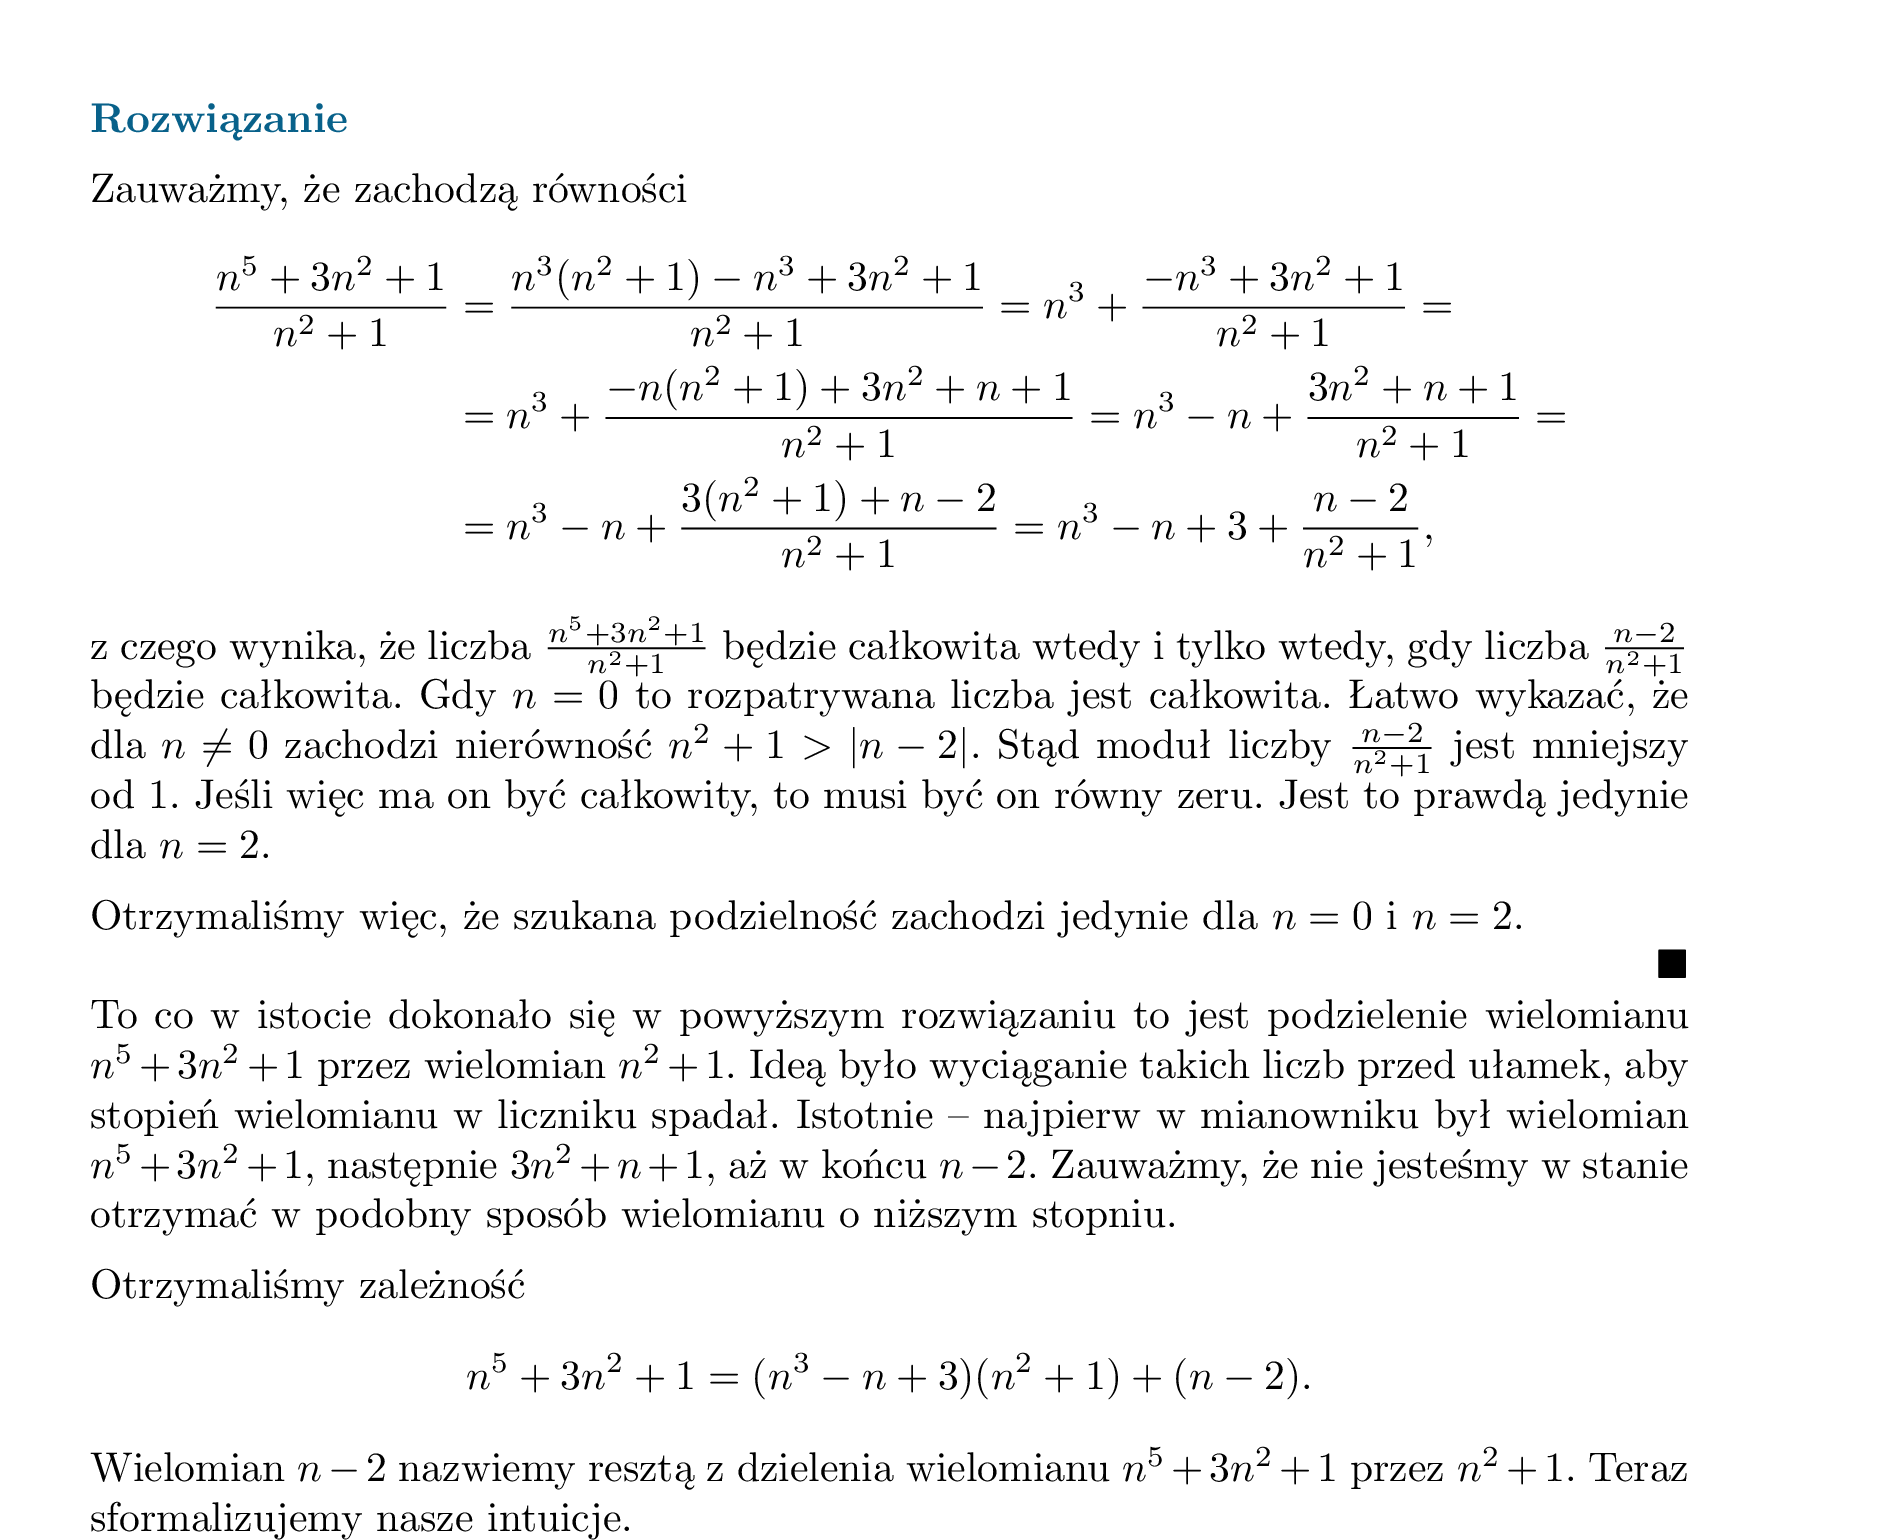 Rozwiązanie
Zauważmy, że zachodzą równości
$\frac{n^5 + 3n^2 + 1}{n^2 + 1} = \frac{n^3(n^2 + 1) - n^3 + 3n^2 + 1}{n^2 + 1} = n^3 + \frac{-n^3 + 3n^2 + 1}{n^2 + 1} =$
$= n^3 + \frac{-n(n^2 + 1) + 3n^2 + n + 1}{n^2 + 1} = n^3 - n + \frac{3n^2 + n + 1}{n^2 + 1} =$
$= n^3 - n + \frac{3(n^2 + 1) + n - 2}{n^2 + 1} = n^3 - n + 3 + \frac{n - 2}{n^2 + 1},$
z czego wynika, że liczba $\frac{n^5+3n^2+1}{n^2+1}$ będzie całkowita wtedy i tylko wtedy, gdy liczba $\frac{n-2}{n^2+1}$
będzie całkowita. Gdy $n = 0$ to rozpatrywana liczba jest całkowita. Łatwo wykazać, że
dla $n \neq 0$ zachodzi nierówność $n^2 + 1 > |n - 2|$. Stąd moduł liczby $\frac{n-2}{n^2+1}$ jest mniejszy
od 1. Jeśli więc ma on być całkowity, to musi być on równy zeru. Jest to prawdą jedynie
dla $n = 2$.
Otrzymaliśmy więc, że szukana podzielność zachodzi jedynie dla $n = 0$ i $n = 2$.
■
To co w istocie dokonało się w powyższym rozwiązaniu to jest podzielenie wielomianu
$n^5 + 3n^2 + 1$ przez wielomian $n^2 + 1$. Ideą było wyciąganie takich liczb przed ułamek, aby
stopień wielomianu w liczniku spadał. Istotnie – najpierw w mianowniku był wielomian
$n^5 + 3n^2 + 1$, następnie $3n^2 + n + 1$, aż w końcu $n - 2$. Zauważmy, że nie jesteśmy w stanie
otrzymać w podobny sposób wielomianu o niższym stopniu.
Otrzymaliśmy zależność
$n^5 + 3n^2 + 1 = (n^3 - n + 3)(n^2 + 1) + (n - 2).$
Wielomian $n - 2$ nazwiemy resztą z dzielenia wielomianu $n^5 + 3n^2 + 1$ przez $n^2 + 1$. Teraz
sformalizujemy nasze intuicje.